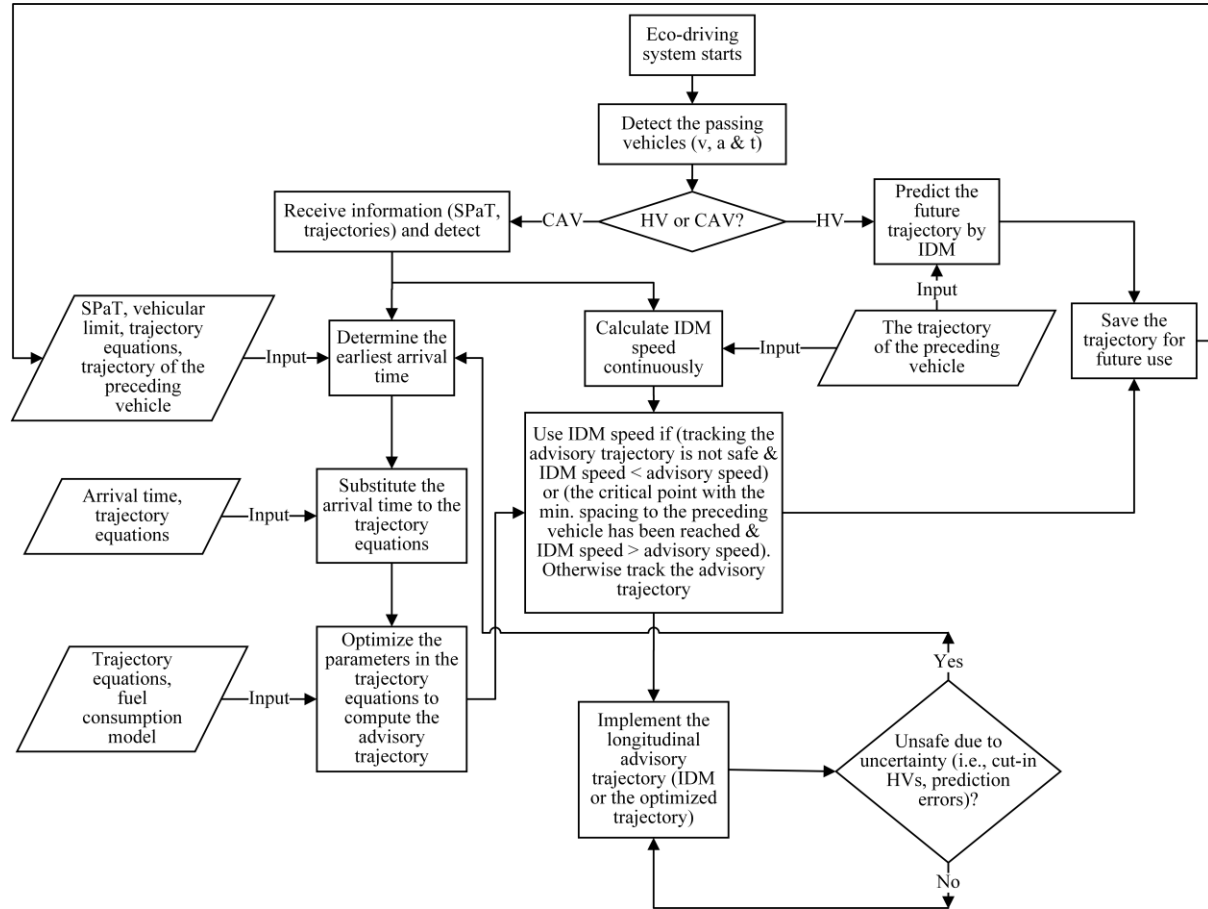 Eco-driving
system starts
Detect the passing
vehicles (v, a & t)
HV or CAV?
CAV
HV
Receive information (SPaT,
trajectories) and detect
Predict the
future
trajectory by
IDM
Input
The trajectory
of the preceding
vehicle
Save the
trajectory for
future use
SPaT, vehicular
limit, trajectory
equations,
trajectory of the
preceding
vehicle
Input
Determine the
earliest arrival
time
Calculate IDM
speed
continuously
Input
Arrival time,
trajectory
equations
Input
Substitute the
arrival time to the
trajectory
equations
Use IDM speed if (tracking the
advisory trajectory is not safe &
IDM speed < advisory speed)
or (the critical point with the
min. spacing to the preceding
vehicle has been reached &
IDM speed > advisory speed).
Otherwise track the advisory
trajectory
Trajectory
equations,
fuel
consumption
model
Input
Optimize the
parameters in the
trajectory
equations to
compute the
advisory
trajectory
Implement the
longitudinal
advisory
trajectory (IDM
or the optimized
trajectory)
Yes
Unsafe due to
uncertainty (i.e., cut-in
HVs, prediction
errors)?
No